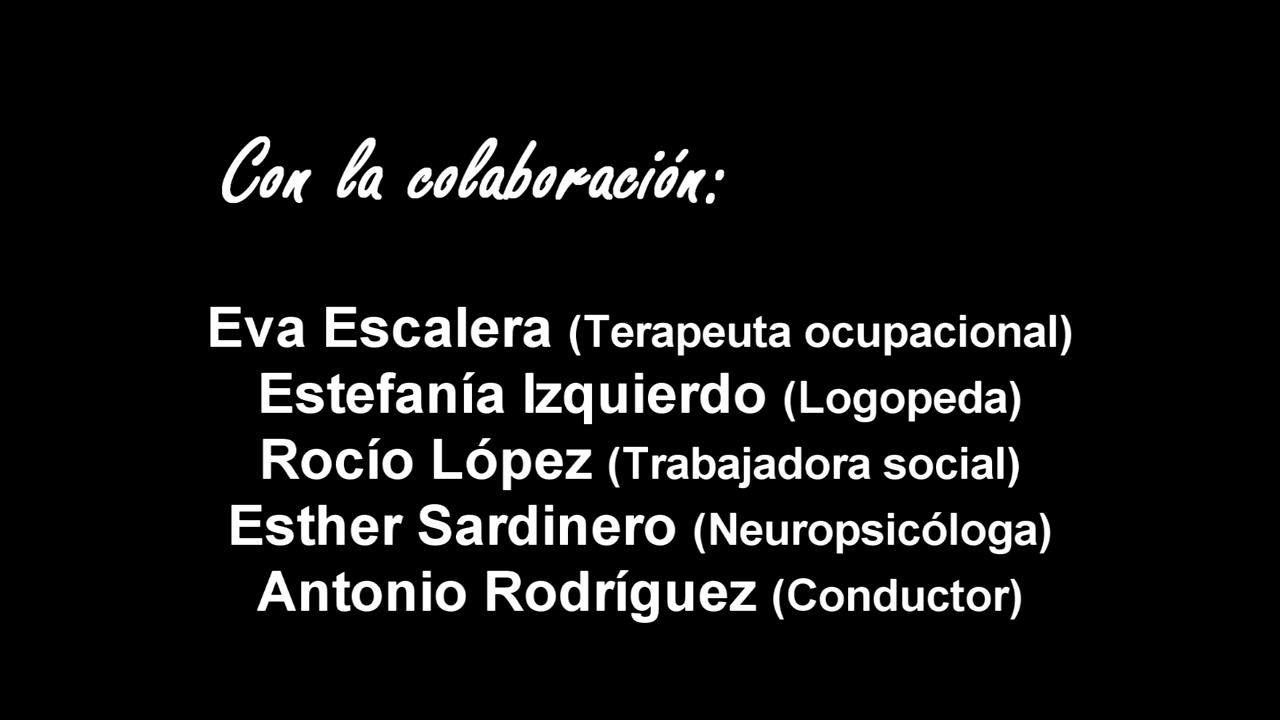 Con la colaboración:
Eva Escalera (Terapeuta ocupacional)
Estefanía Izquierdo (Logopeda)
Rocío López (Trabajadora social)
Esther Sardinero (Neuropsicóloga)
Antonio Rodríguez (Conductor)